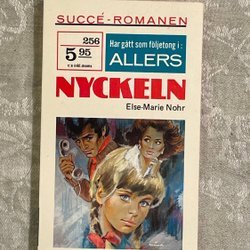 SUCCÉ-ROMANEN
256
5 95
Har gått som följetong i:
ALLERS
NYCKELN
Else-Marie Nohr